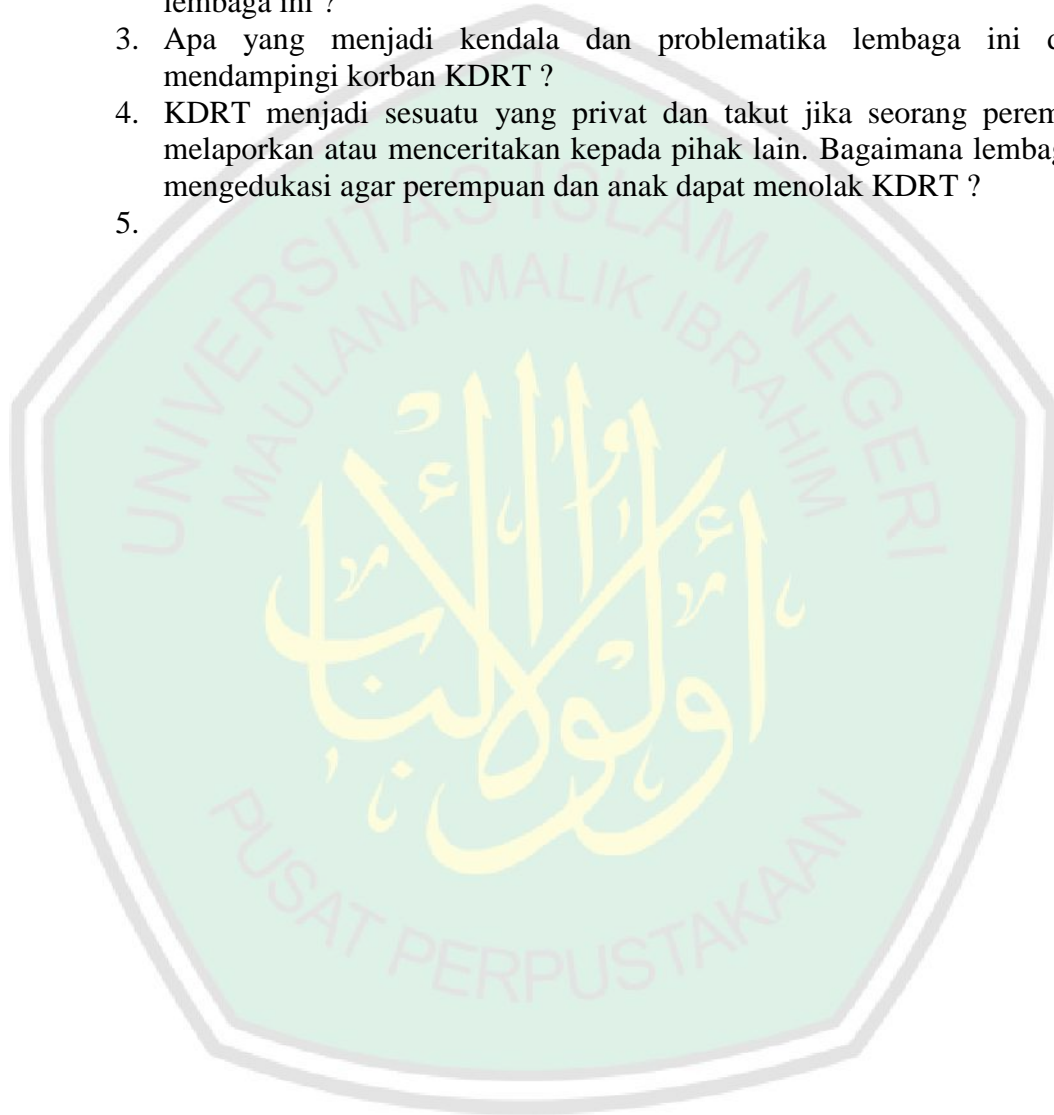 lembaga ini ?
3. Apa yang menjadi kendala dan problematika lembaga ini
mendampingi korban KDRT ?
4. KDRT menjadi sesuatu yang privat dan takut jika seorang
melaporkan atau menceritakan kepada pihak lain. Bagaimana
mengedukasi agar perempuan dan anak dapat menolak KDRT ?
5.
UNIVERSITAS ISLAM NEGERI
MAULANA MALIK IBRAHIM
أولو الألباب
PUSAT PERPUSTAKAAN